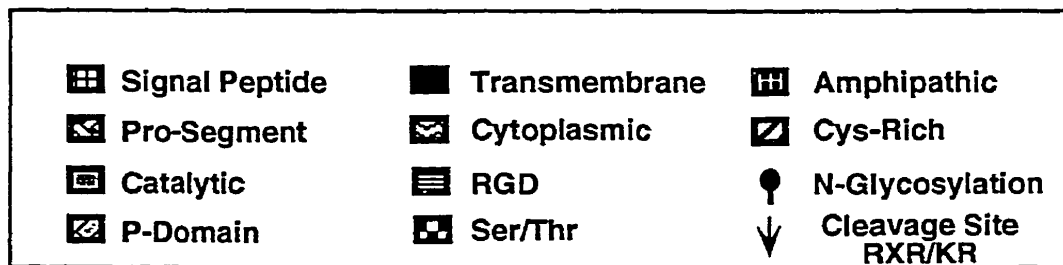 Signal Peptide
Transmembrane
Amphipathic
Pro-Segment
Cytoplasmic
Cys-Rich
Catalytic
RGD
N-Glycosylation
P-Domain
Ser/Thr
Cleavage Site
RXR/KR